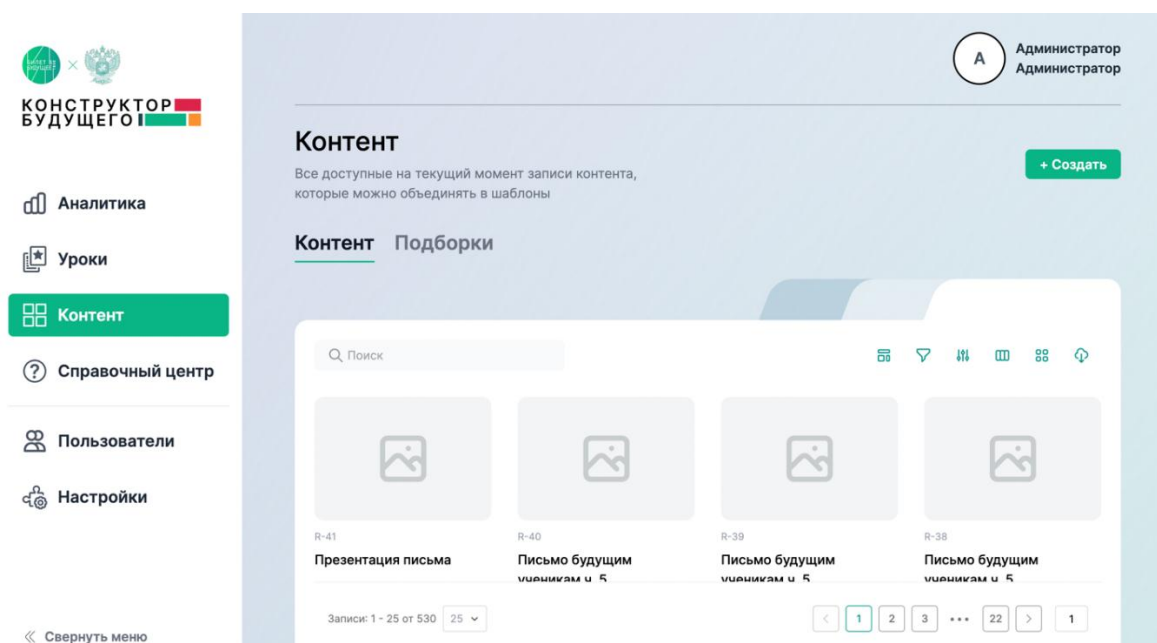 БИЛЕТ В
БУДУЩЕЕ
КОНСТРУКТОР
БУДУЩЕГО
Аналитика
Уроки
Контент
Справочный центр
Пользователи
Настройки
Свернуть меню
А
Администратор
Администратор
Контент
Все доступные на текущий момент записи контента,
которые можно объединять в шаблоны
+ Создать
Контент Подборки
Поиск
R-41
Презентация письма
R-40
Письмо будущим
ученикам ч. 5
R-39
Письмо будущим
ученикам ч. 5
R-38
Письмо будущим
ученикам ч. 5
Записи: 1 - 25 от 530 25
1 2 3 ••• 22 1